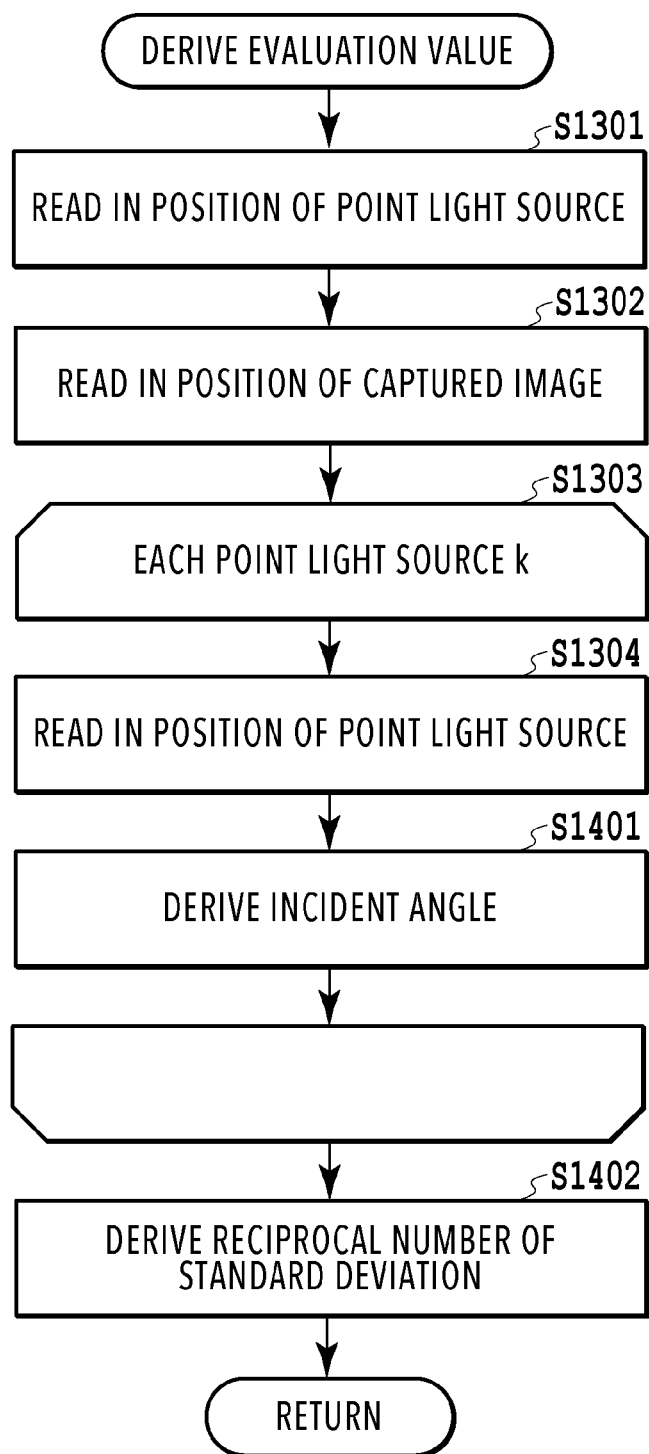 DERIVE EVALUATION VALUE
S1301
READ IN POSITION OF POINT LIGHT SOURCE
S1302
READ IN POSITION OF CAPTURED IMAGE
S1303
EACH POINT LIGHT SOURCE k
S1304
READ IN POSITION OF POINT LIGHT SOURCE
S1401
DERIVE INCIDENT ANGLE
S1402
DERIVE RECIPROCAL NUMBER OF
STANDARD DEVIATION
RETURN